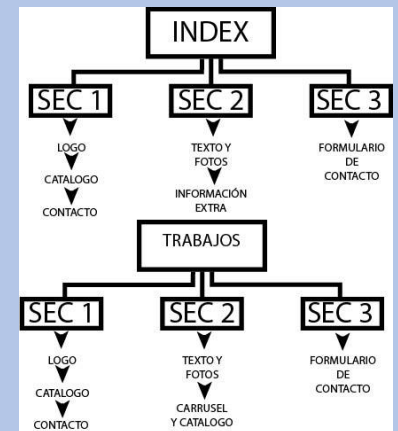 INDEX
SEC 1
SEC 2
SEC 3
LOGO
CATALOGO
CONTACTO
TEXTO Y
FOTOS
INFORMACIÓN
EXTRA
FORMULARIO
DE
CONTACTO
TRABAJOS
SEC 1
SEC 2
SEC 3
LOGO
CATALOGO
CONTACTO
TEXTO Y
FOTOS
CARRUSEL
Y CATALOGO
FORMULARIO
DE
CONTACTO